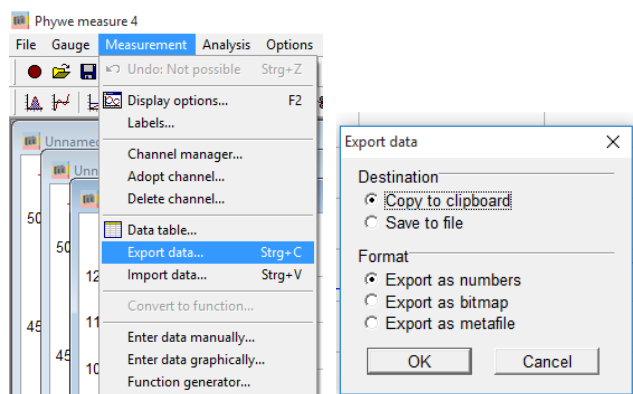 Phywe measure 4
File Gauge Measurement Analysis Options
Undo: Not possible Strg+Z
Display options... F2
Labels...
Channel manager...
Adopt channel...
Delete channel...
Data table...
Export data... Strg+C
Import data... Strg+V
Convert to function...
Enter data manually...
Enter data graphically...
Function generator...
Unnamed
Unn
50
50
12
45
11
45
10
Export data
Destination
Copy to clipboard
Save to file
Format
Export as numbers
Export as bitmap
Export as metafile
OK Cancel